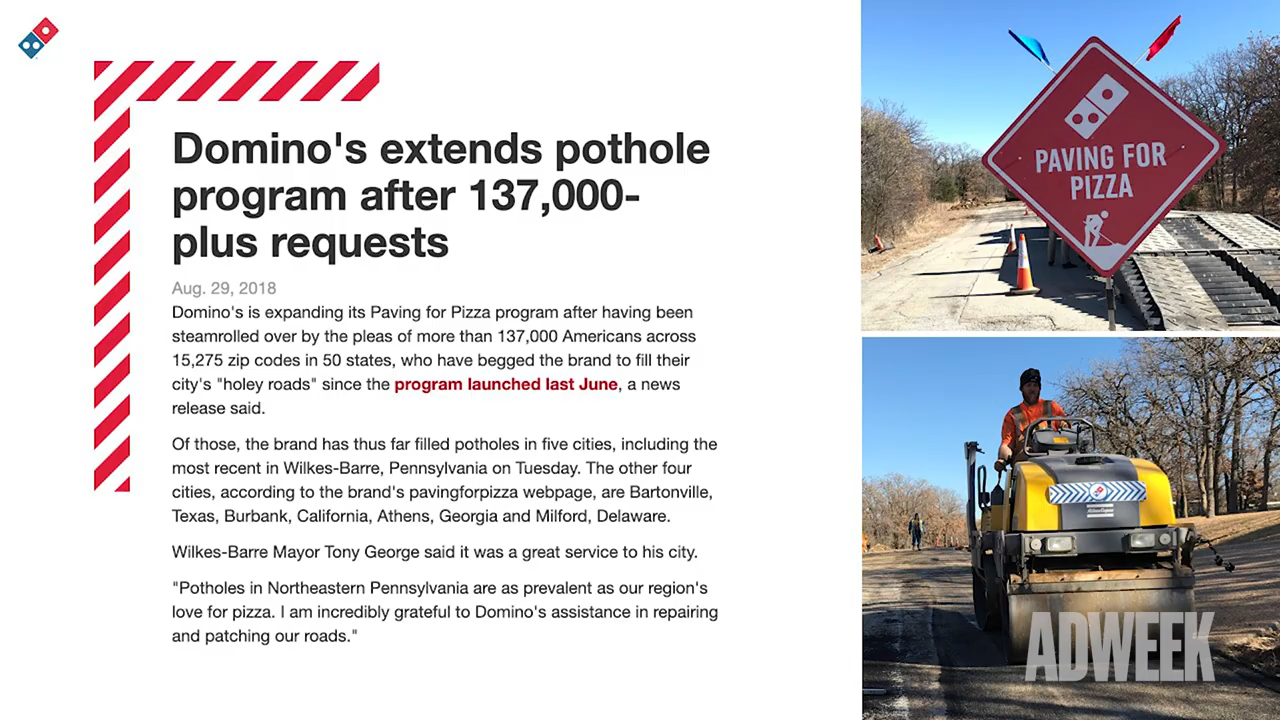 Domino's extends pothole
program after 137,000-
plus requests
Aug. 29, 2018
Domino's is expanding its Paving for Pizza program after having been
steamrolled over by the pleas of more than 137,000 Americans across
15,275 zip codes in 50 states, who have begged the brand to fill their
city's "holey roads" since the program launched last June, a news
release said.
Of those, the brand has thus far filled potholes in five cities, including the
most recent in Wilkes-Barre, Pennsylvania on Tuesday. The other four
cities, according to the brand's pavingforpizza webpage, are Bartonville,
Texas, Burbank, California, Athens, Georgia and Milford, Delaware.
Wilkes-Barre Mayor Tony George said it was a great service to his city.
"Potholes in Northeastern Pennsylvania are as prevalent as our region's
love for pizza. I am incredibly grateful to Domino's assistance in repairing
and patching our roads."
PAVING FOR
PIZZA
ADWEEK